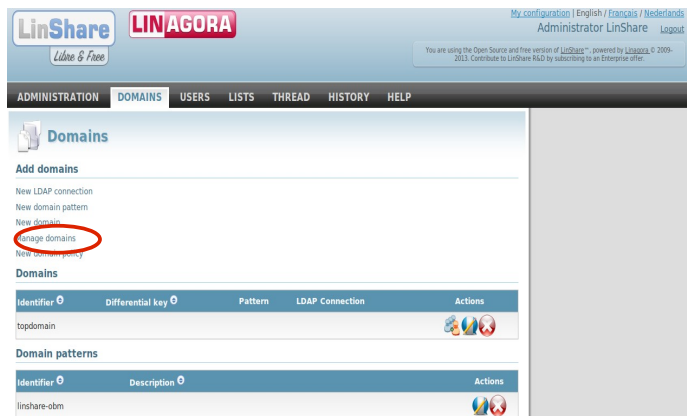 My configuration | English / Français / Nederlands
LinShare
Libre & Free
LINAGORA
Administrator LinShare Logout
You are using the Open Source and free version of LinShare™, powered by Linagora © 2009-
2013. Contribute to LinShare R&D by subscribing to an Enterprise offer.
ADMINISTRATION DOMAINS USERS LISTS THREAD HISTORY HELP
Domains
Add domains
New LDAP connection
New domain pattern
New domain
Manage domains
New domain policy
Domains
Identifier Differential key Pattern LDAP Connection Actions
topdomain
Domain patterns
Identifier Description Actions
linshare-obm